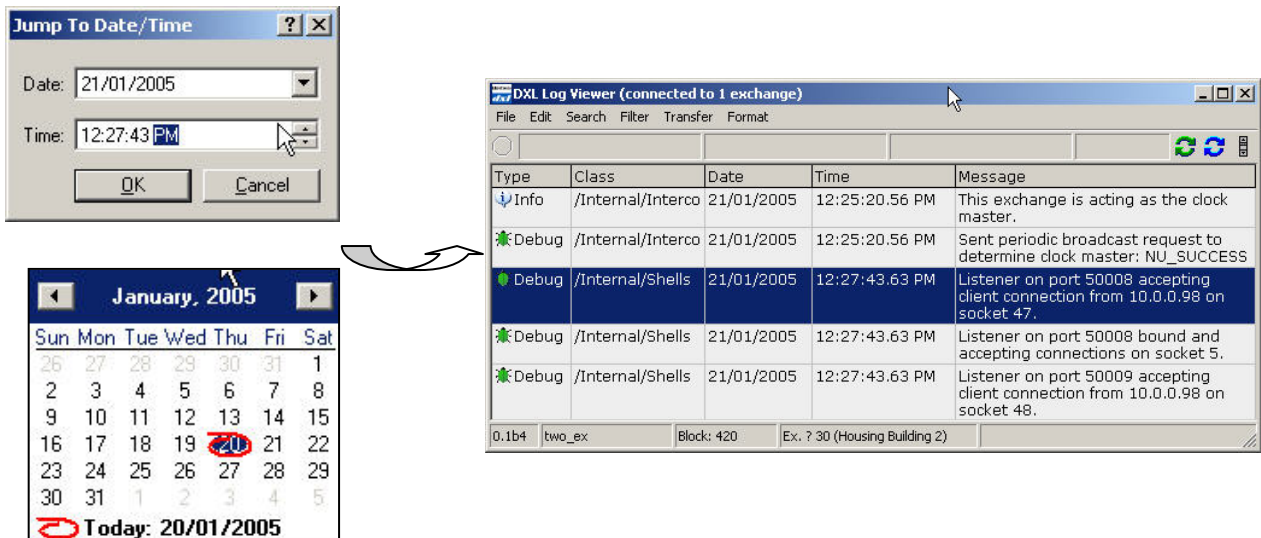 Jump To Date/Time
Date: 21/01/2005
Time: 12:27:43 PM
OK Cancel
January, 2005
Sun Mon Tue Wed Thu Fri Sat
26 27 28 29 30 31 1
2 3 4 5 6 7 8
9 10 11 12 13 14 15
16 17 18 19 20 21 22
23 24 25 26 27 28 29
30 31 1 2 3 4 5
Today: 20/01/2005
DXL Log Viewer (connected to 1 exchange)
File Edit Search Filter Transfer Format
Type Class Date Time Message
Info /Internal/Interco 21/01/2005 12:25:20.56 PM This exchange is acting as the clock
master.
Debug /Internal/Interco 21/01/2005 12:25:20.56 PM Sent periodic broadcast request to
determine clock master: NU_SUCCESS
Debug /Internal/Shells 21/01/2005 12:27:43.63 PM Listener on port 50008 accepting
client connection from 10.0.0.98 on
socket 47.
Debug /Internal/Shells 21/01/2005 12:27:43.63 PM Listener on port 50008 bound and
accepting connections on socket 5.
Debug /Internal/Shells 21/01/2005 12:27:43.63 PM Listener on port 50009 accepting
client connection from 10.0.0.98 on
socket 48.
0.1b4 two_ex Block: 420 Ex. ? 30 (Housing Building 2)